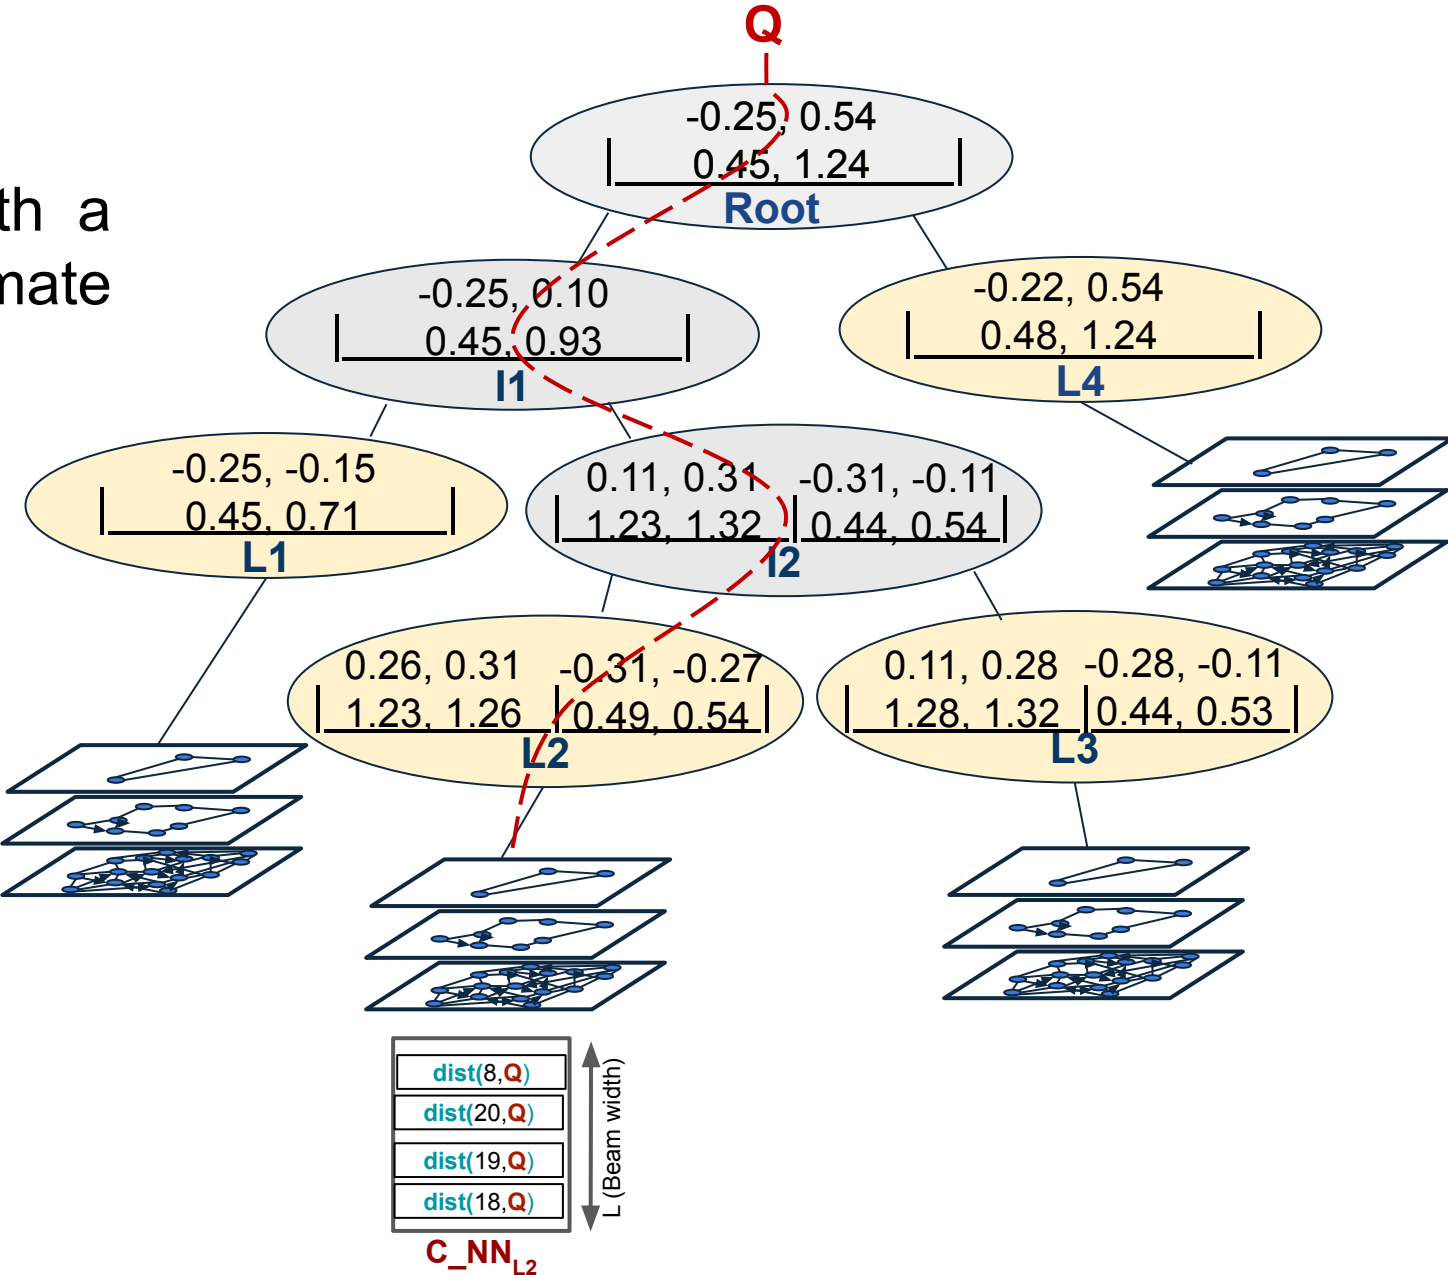 Q
-0.25, 0.54
0.45, 1.24
Root
th a
mate
-0.25, 0.10
0.45, 0.93
I1
-0.22, 0.54
0.48, 1.24
L4
-0.25, -0.15
0.45, 0.71
L1
0.11, 0.31 -0.31, -0.11
1.23, 1.32 0.44, 0.54
I2
0.26, 0.31 -0.31, -0.27
1.23, 1.26 0.49, 0.54
L2
0.11, 0.28 -0.28, -0.11
1.28, 1.32 0.44, 0.53
L3
dist(8,Q)
dist(20,Q)
dist(19,Q)
dist(18,Q)
L (Beam width)
C_NN L2